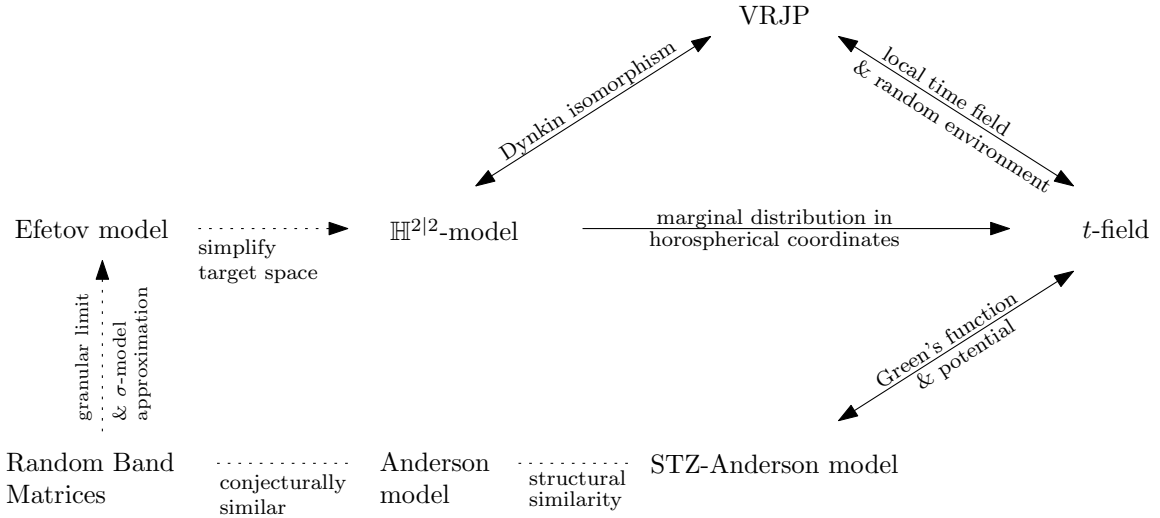 VRJP
Dynkin isomorphism
local time field
& random environment
Efetov model
simplify
target space
ℍ²|²-model
marginal distribution in
horospherical coordinates
t-field
granular limit
& σ-model
approximation
Green's function
& potential
Random Band
Matrices
conjecturally
similar
Anderson
model
structural
similarity
STZ-Anderson model